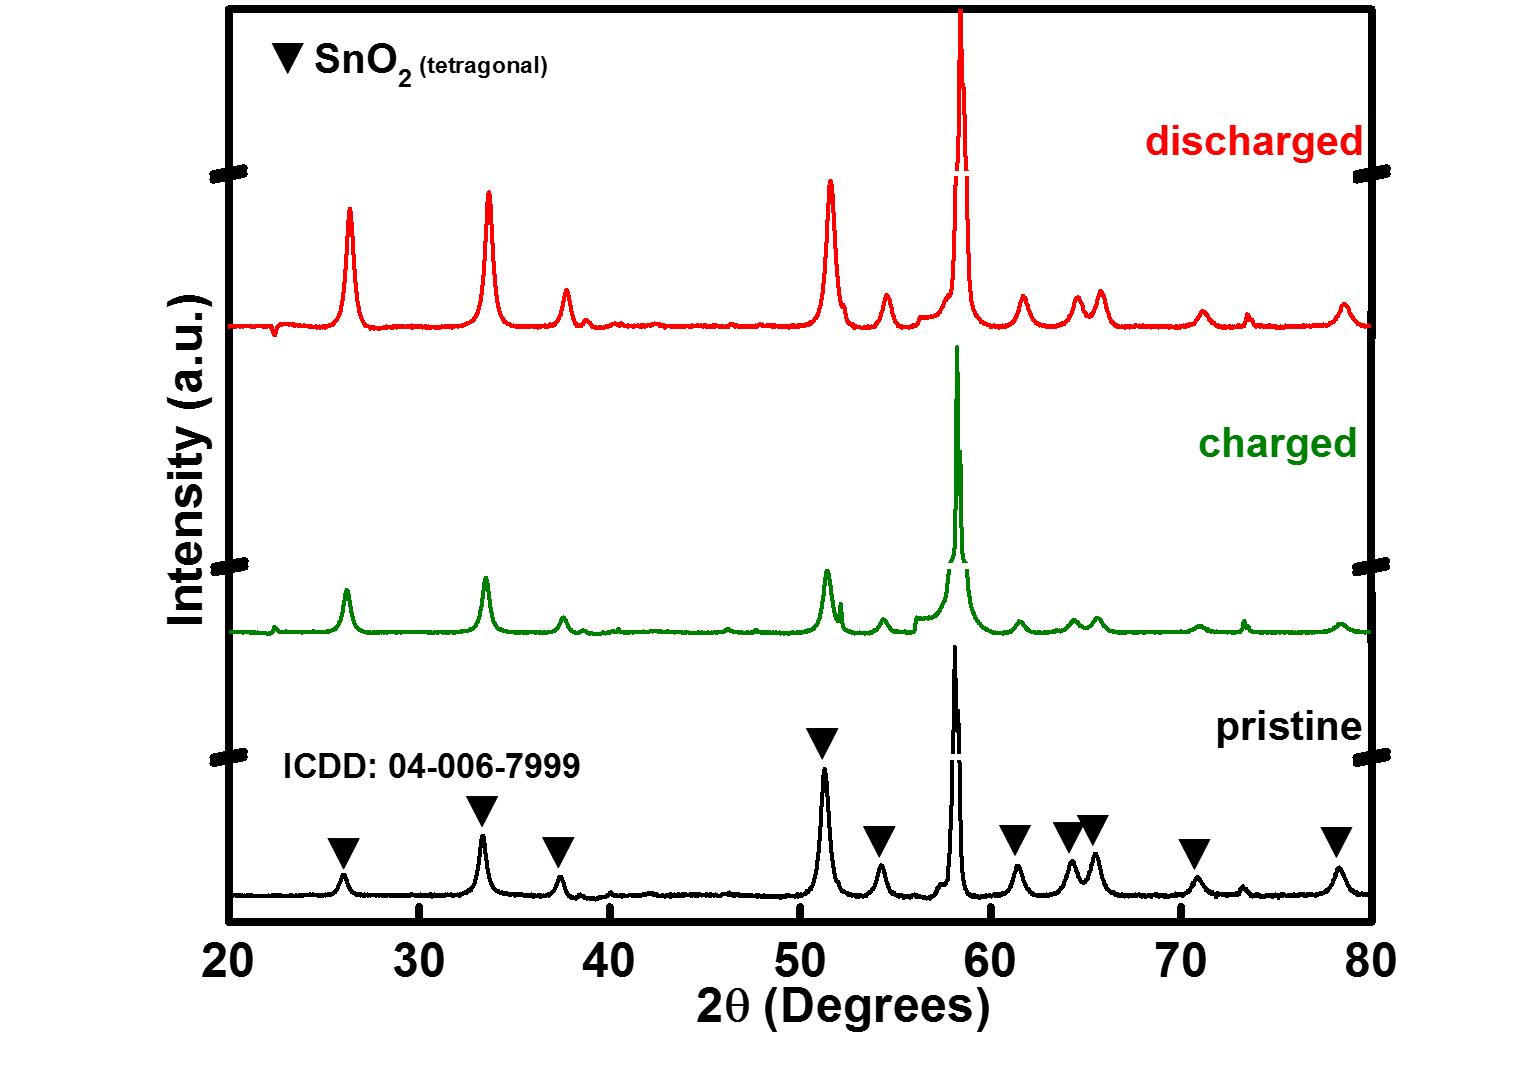 ▼ SnO₂ (tetragonal)
discharged
charged
pristine
ICDD: 04-006-7999
Intensity (a.u.)
20 30 40 50 60 70 80
2θ (Degrees)